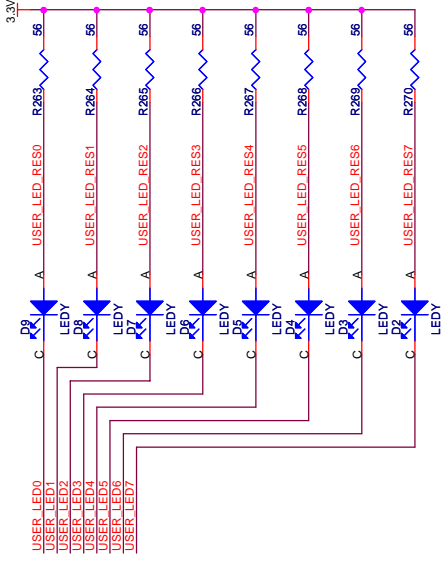 3.3V
56
56
56
56
56
56
56
56
R263
R264
R265
R266
R267
R268
R269
R270
USER_LED_RES0
USER_LED_RES1
USER_LED_RES2
USER_LED_RES3
USER_LED_RES4
USER_LED_RES5
USER_LED_RES6
USER_LED_RES7
A
A
A
A
A
A
A
A
D9
D8
D7
D6
D5
D4
D3
D2
LEDY
LEDY
LEDY
LEDY
LEDY
LEDY
LEDY
LEDY
C
C
C
C
C
C
C
C
USER_LED0
USER_LED1
USER_LED2
USER_LED3
USER_LED4
USER_LED5
USER_LED6
USER_LED7